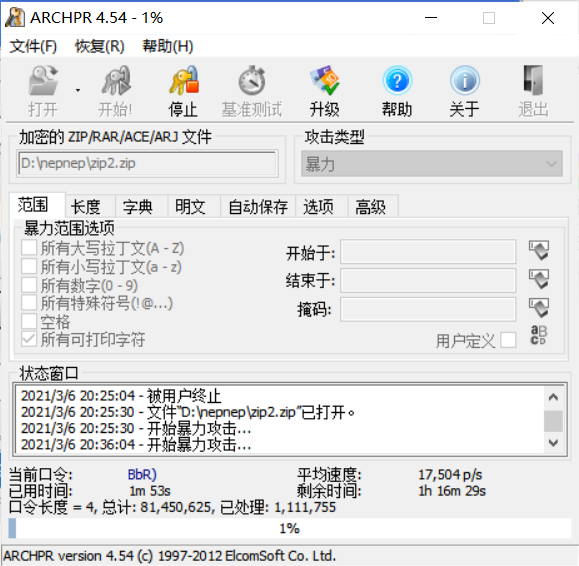 ARCHPR 4.54 - 1%
文件(F) 恢复(R) 帮助(H)
打开 开始! 停止 基准测试 升级 帮助 关于 退出
加密的 ZIP/RAR/ACE/ARJ 文件 攻击类型
D:\nepnep\zip2.zip 暴力
范围 长度 字典 明文 自动保存 选项 高级
暴力范围选项
所有大写拉丁文(A - Z) 开始于:
所有小写拉丁文(a - z)
所有数字(0 - 9) 结束于:
所有特殊符号(!@...) 掩码:
空格
所有可打印字符 用户定义 aB
CD
状态窗口
2021/3/6 20:25:04 - 被用户终止
2021/3/6 20:25:30 - 文件"D:\nepnep\zip2.zip"已打开。
2021/3/6 20:25:30 - 开始暴力攻击...
2021/3/6 20:36:04 - 开始暴力攻击...
当前口令: BbR) 平均速度: 17,504 p/s
已用时间: 1m 53s 剩余时间: 1h 16m 29s
口令长度 = 4, 总计: 81,450,625, 已处理: 1,111,755
1%
ARCHPR version 4.54 (c) 1997-2012 ElcomSoft Co. Ltd.